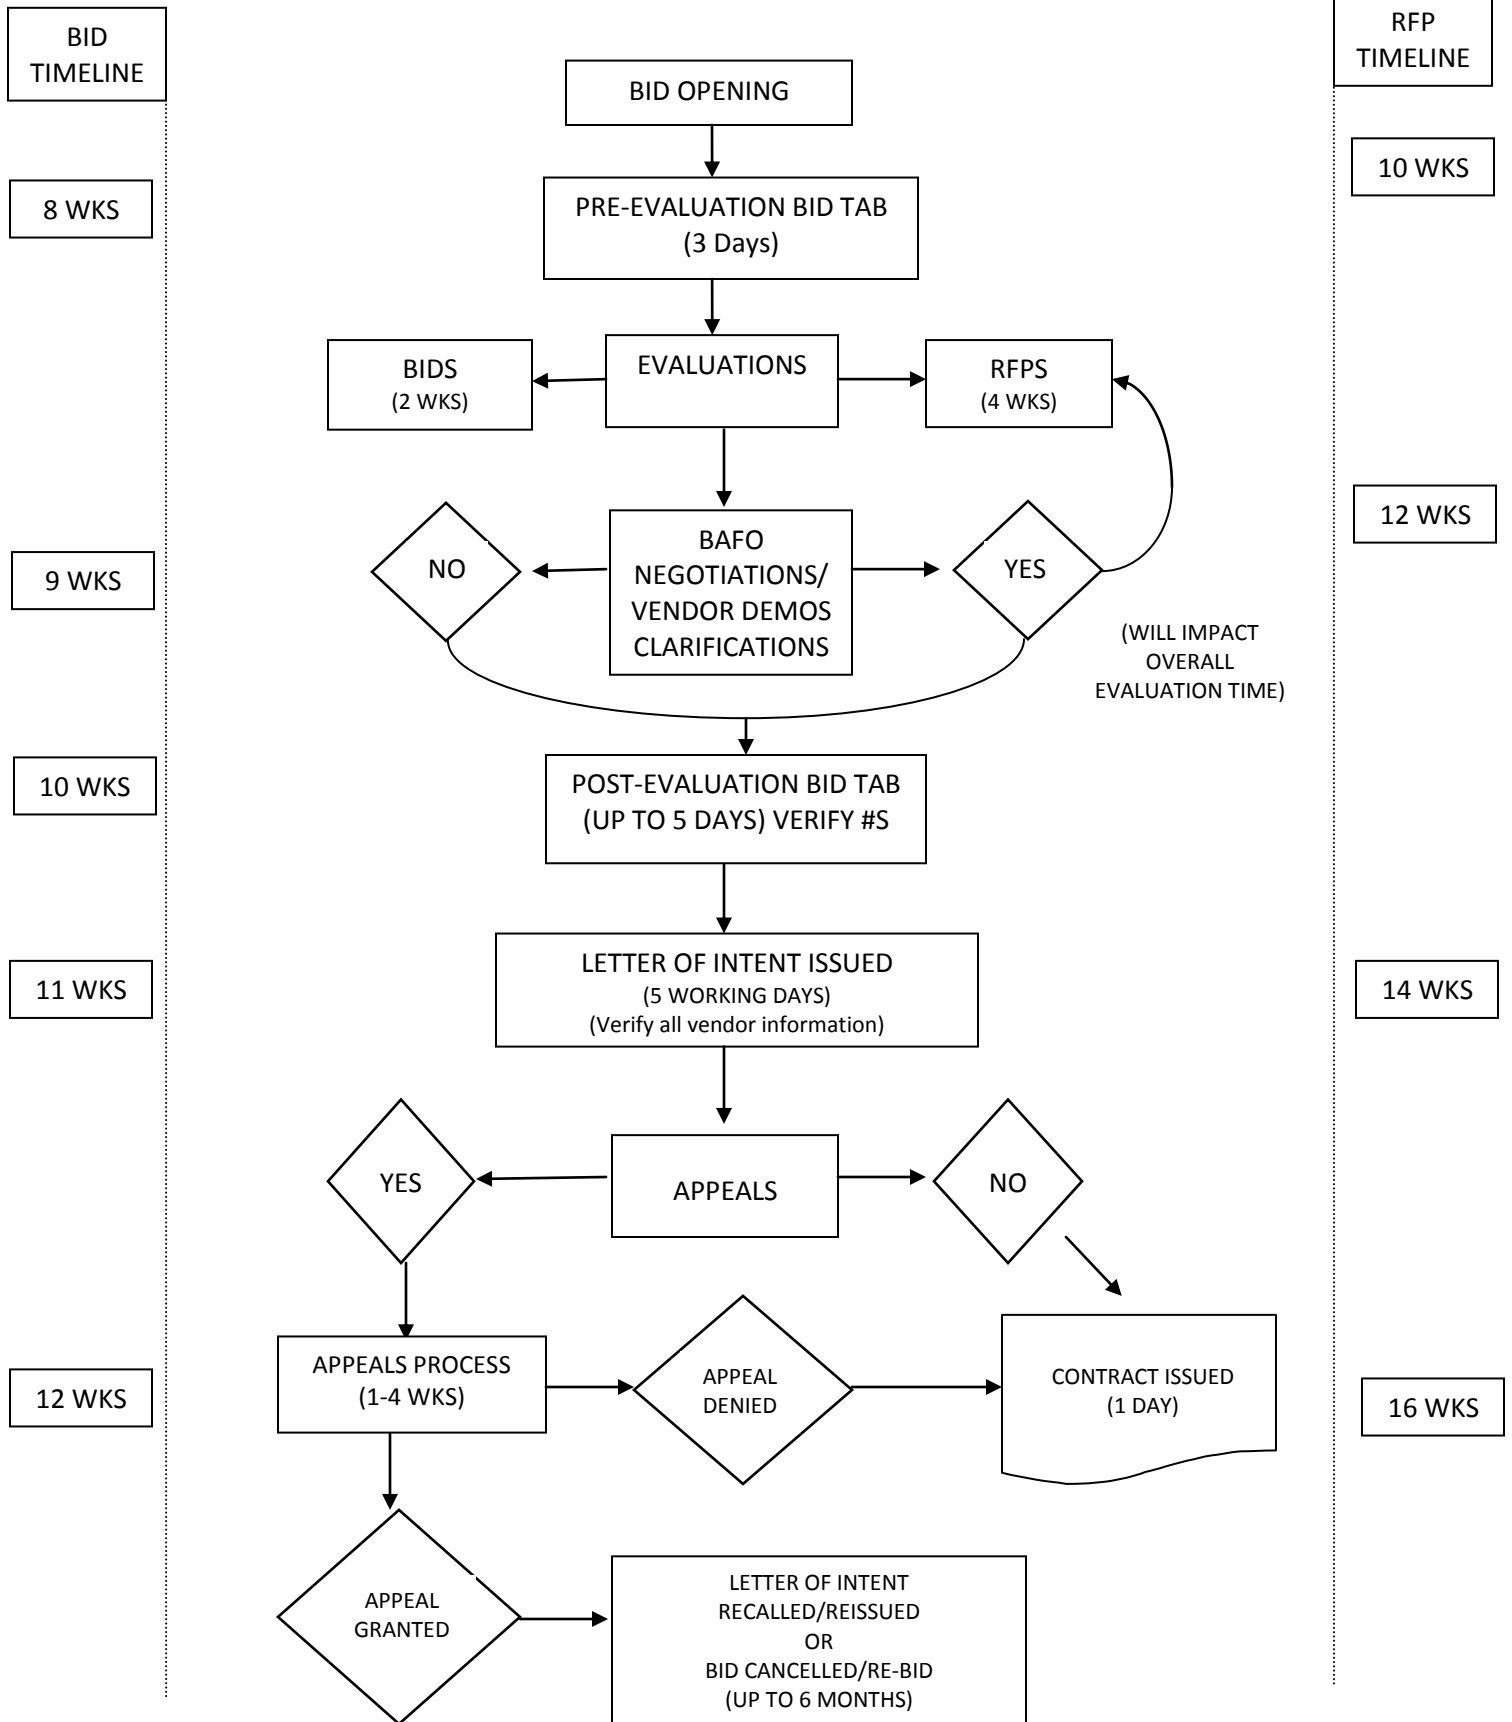 BID
TIMELINE
RFP
TIMELINE
BID OPENING
10 WKS
8 WKS
PRE-EVALUATION BID TAB
(3 Days)
BIDS
(2 WKS)
EVALUATIONS
RFPS
(4 WKS)
12 WKS
9 WKS
NO
BAFO
NEGOTIATIONS/
VENDOR DEMOS
CLARIFICATIONS
YES
(WILL IMPACT
OVERALL
EVALUATION TIME)
10 WKS
POST-EVALUATION BID TAB
(UP TO 5 DAYS) VERIFY #S
11 WKS
LETTER OF INTENT ISSUED
(5 WORKING DAYS)
(Verify all vendor information)
14 WKS
YES
APPEALS
NO
12 WKS
APPEALS PROCESS
(1-4 WKS)
APPEAL
DENIED
CONTRACT ISSUED
(1 DAY)
16 WKS
APPEAL
GRANTED
LETTER OF INTENT
RECALLED/REISSUED
OR
BID CANCELLED/RE-BID
(UP TO 6 MONTHS)